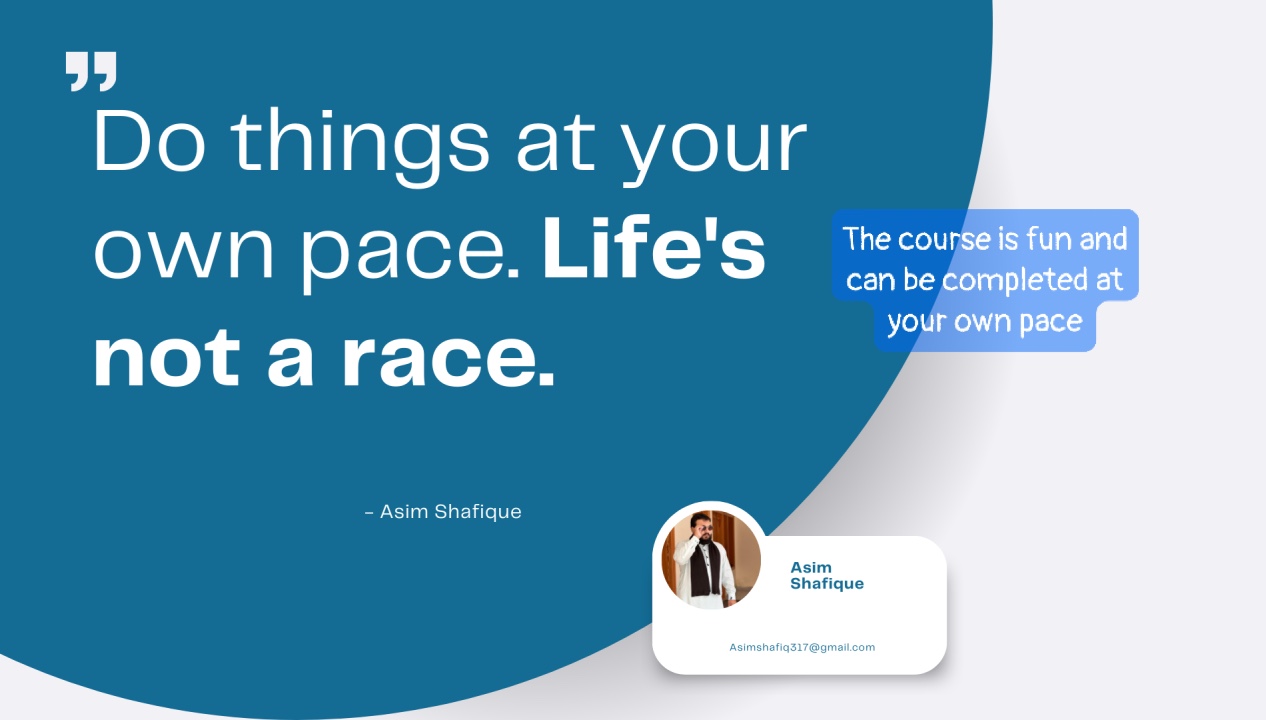 ”
Do things at your
own pace. Life's
not a race.
– Asim Shafique
The course is fun and
can be completed at
your own pace
Asim
Shafique
Asimshafiq317@gmail.com